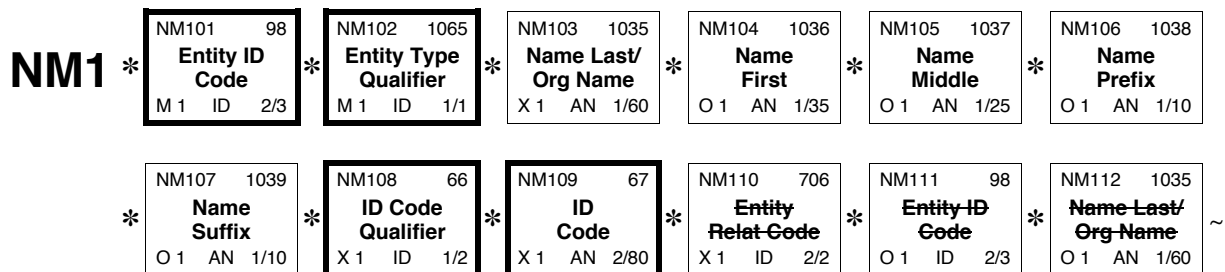 NM101 98 NM102 1065 NM103 1035 NM104 1036 NM105 1037 NM106 1038
NM1 * Entity ID Code * Entity Type Qualifier * Name Last/ Org Name * Name First * Name Middle * Name Prefix
M 1 ID 2/3 M 1 ID 1/1 X 1 AN 1/60 O 1 AN 1/35 O 1 AN 1/25 O 1 AN 1/10
NM107 1039 NM108 66 NM109 67 NM110 706 NM111 98 NM112 1035
* Name Suffix * ID Code Qualifier * ID Code * Entity Relat Code * Entity ID Code * Name Last/ Org Name ~
O 1 AN 1/10 X 1 ID 1/2 X 1 AN 2/80 X 1 ID 2/2 O 1 ID 2/3 O 1 AN 1/60